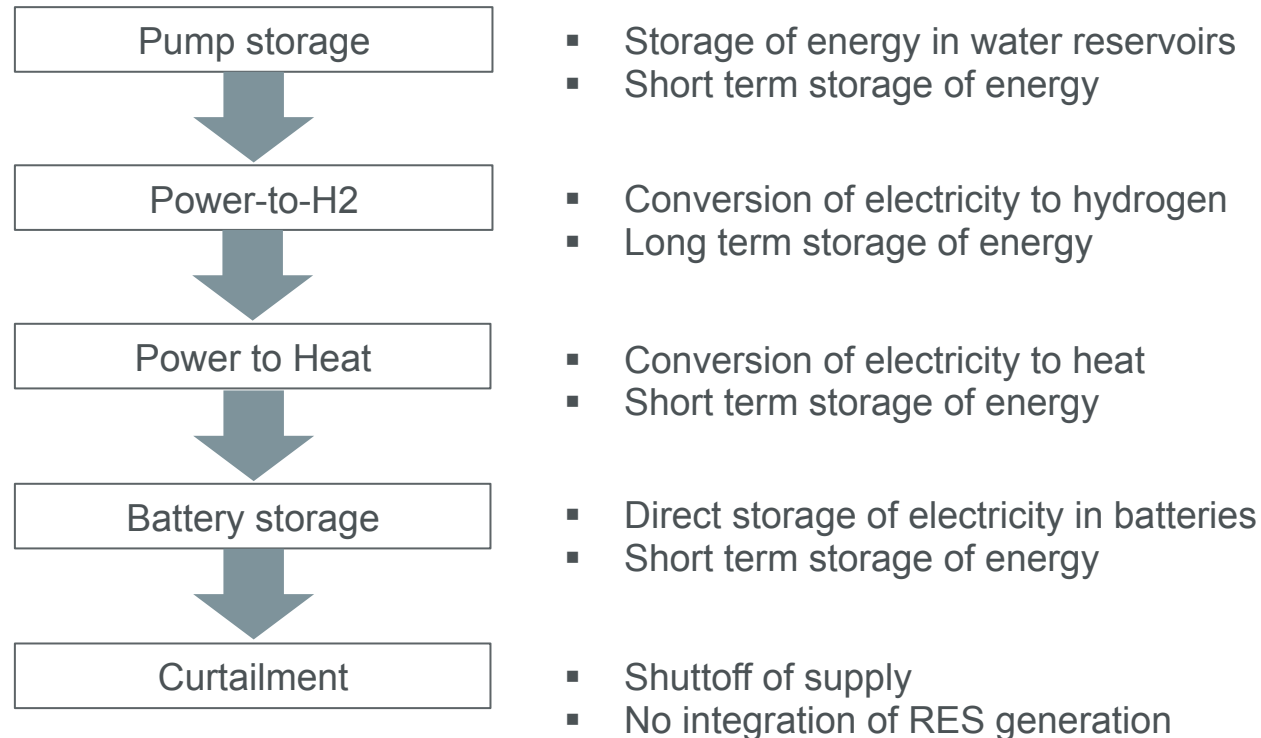 Pump storage
▪ Storage of energy in water reservoirs
▪ Short term storage of energy
Power-to-H2
▪ Conversion of electricity to hydrogen
▪ Long term storage of energy
Power to Heat
▪ Conversion of electricity to heat
▪ Short term storage of energy
Battery storage
▪ Direct storage of electricity in batteries
▪ Short term storage of energy
Curtailment
▪ Shuttoff of supply
▪ No integration of RES generation